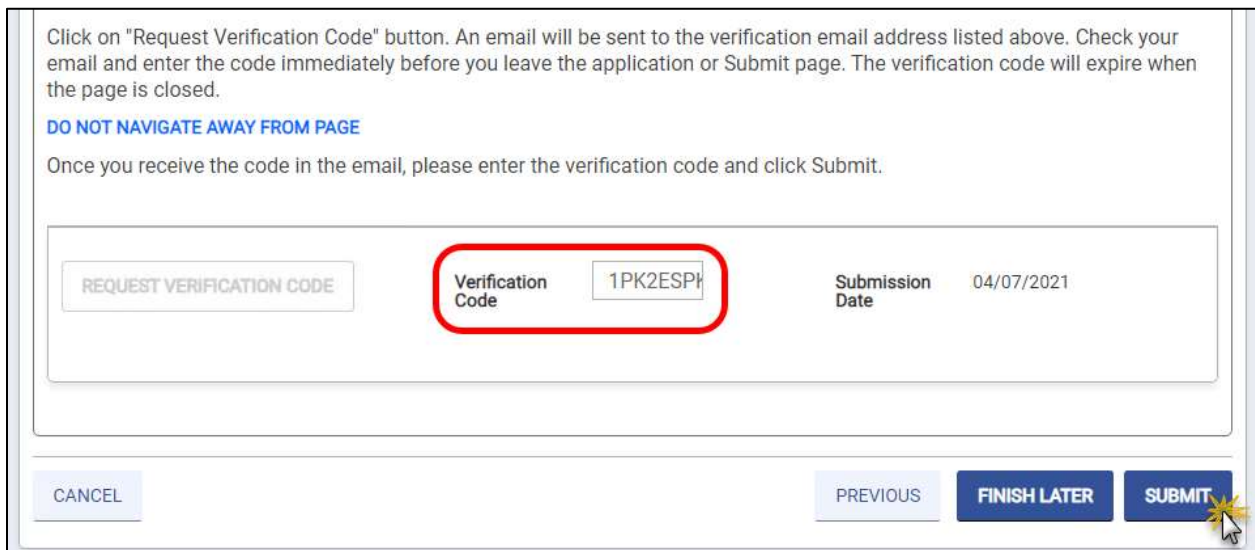 Click on "Request Verification Code" button. An email will be sent to the verification email address listed above. Check your
email and enter the code immediately before you leave the application or Submit page. The verification code will expire when
the page is closed.
DO NOT NAVIGATE AWAY FROM PAGE
Once you receive the code in the email, please enter the verification code and click Submit.
REQUEST VERIFICATION CODE
Verification
Code
1PK2ESP
Submission
Date
04/07/2021
CANCEL
PREVIOUS
FINISH LATER
SUBMIT